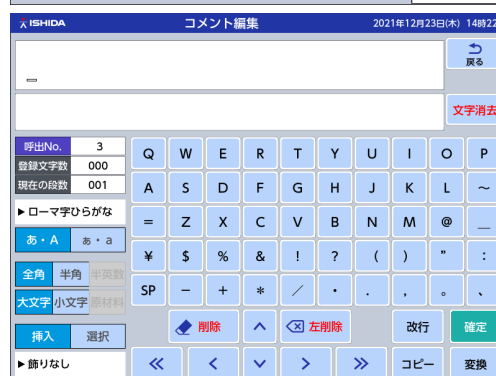 ISHIDA コメント編集 2021年12月23日(木) 14時22
戻る
文字消去
呼出No. 3
登録文字数 000
現在の段数 001
▶ ローマ字ひらがな
あ・A あ・a
全角 半角 半英数
大文字 小文字 原材料
挿入 選択
▶ 飾りなし
Q W E R T Y U I O P
A S D F G H J K L ~
= Z X C V B N M @ _
¥ $ % & ! ? ( ) " :
SP - + * / ・ . , 。 、
削除 ^ 左削除 改行 確定
≪ < ∨ > ≫ コピー 変換